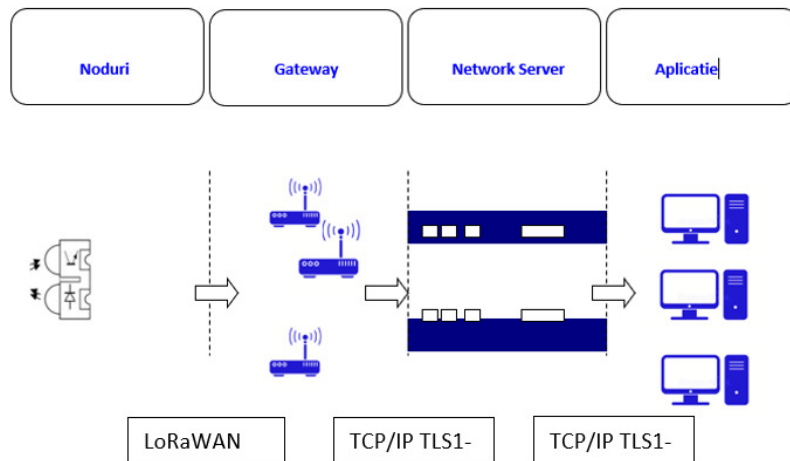 Noduri
Gateway
Network Server
Aplicatie
LoRaWAN
TCP/IP TLS1-
TCP/IP TLS1-